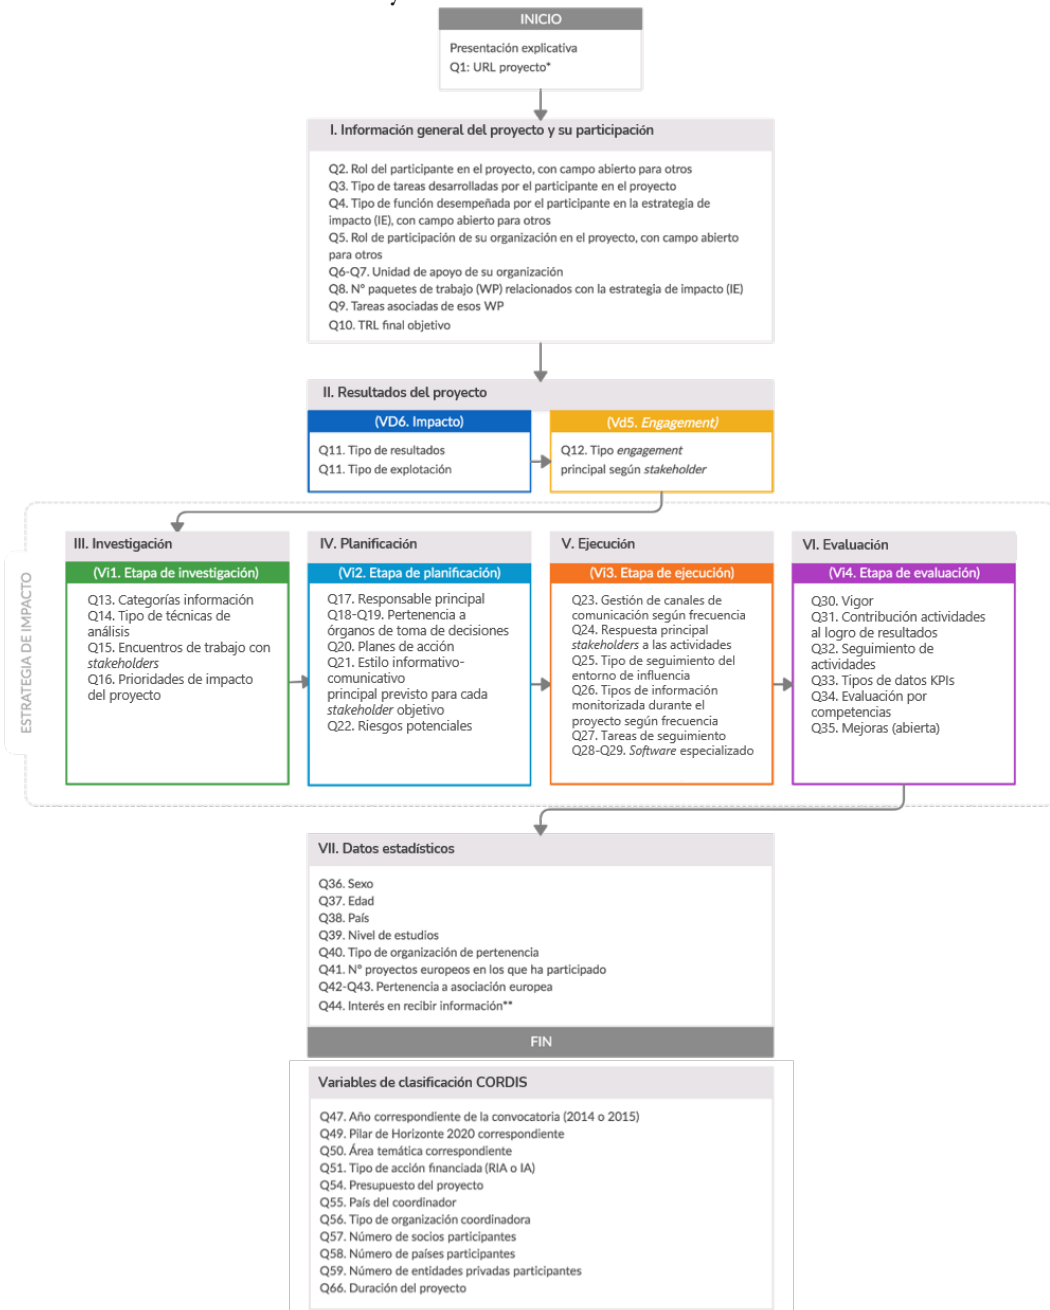 INICIO
Presentación explicativa
Q1: URL proyecto*
I. Información general del proyecto y su participación
Q2. Rol del participante en el proyecto, con campo abierto para otros
Q3. Tipo de tareas desarrolladas por el participante en el proyecto
Q4. Tipo de función desempeñada por el participante en la estrategia de
impacto (IE), con campo abierto para otros
Q5. Rol de participación de su organización en el proyecto, con campo abierto
para otros
Q6-Q7. Unidad de apoyo de su organización
Q8. Nº paquetes de trabajo (WP) relacionados con la estrategia de impacto (IE)
Q9. Tareas asociadas de esos WP
Q10. TRL final objetivo
II. Resultados del proyecto
(VD6. Impacto)
Q11. Tipo de resultados
Q11. Tipo de explotación
(Vd5. Engagement)
Q12. Tipo engagement
principal según stakeholder
ESTRATEGIA DE IMPACTO
III. Investigación
(Vi1. Etapa de investigación)
Q13. Categorías información
Q14. Tipo de técnicas de
análisis
Q15. Encuentros de trabajo con
stakeholders
Q16. Prioridades de impacto
del proyecto
IV. Planificación
(Vi2. Etapa de planificación)
Q17. Responsable principal
Q18-Q19. Pertenencia a
órganos de toma de decisiones
Q20. Planes de acción
Q21. Estilo informativo-
comunicativo
principal previsto para cada
stakeholder objetivo
Q22. Riesgos potenciales
V. Ejecución
(Vi3. Etapa de ejecución)
Q23. Gestión de canales de
comunicación según frecuencia
Q24. Respuesta principal
stakeholders a las actividades
Q25. Tipo de seguimiento del
entorno de influencia
Q26. Tipos de información
monitorizada durante el
proyecto según frecuencia
Q27. Tareas de seguimiento
Q28-Q29. Software especializado
VI. Evaluación
(Vi4. Etapa de evaluación)
Q30. Vigor
Q31. Contribución actividades
al logro de resultados
Q32. Seguimiento de
actividades
Q33. Tipos de datos KPIs
Q34. Evaluación por
competencias
Q35. Mejoras (abierta)
VII. Datos estadísticos
Q36. Sexo
Q37. Edad
Q38. País
Q39. Nivel de estudios
Q40. Tipo de organización de pertenencia
Q41. Nº proyectos europeos en los que ha participado
Q42-Q43. Pertenencia a asociación europea
Q44. Interés en recibir información**
FIN
Variables de clasificación CORDIS
Q47. Año correspondiente de la convocatoria (2014 o 2015)
Q49. Pilar de Horizonte 2020 correspondiente
Q50. Área temática correspondiente
Q51. Tipo de acción financiada (RIA o IA)
Q54. Presupuesto del proyecto
Q55. País del coordinador
Q56. Tipo de organización coordinadora
Q57. Número de socios participantes
Q58. Número de países participantes
Q59. Número de entidades privadas participantes
Q66. Duración del proyecto